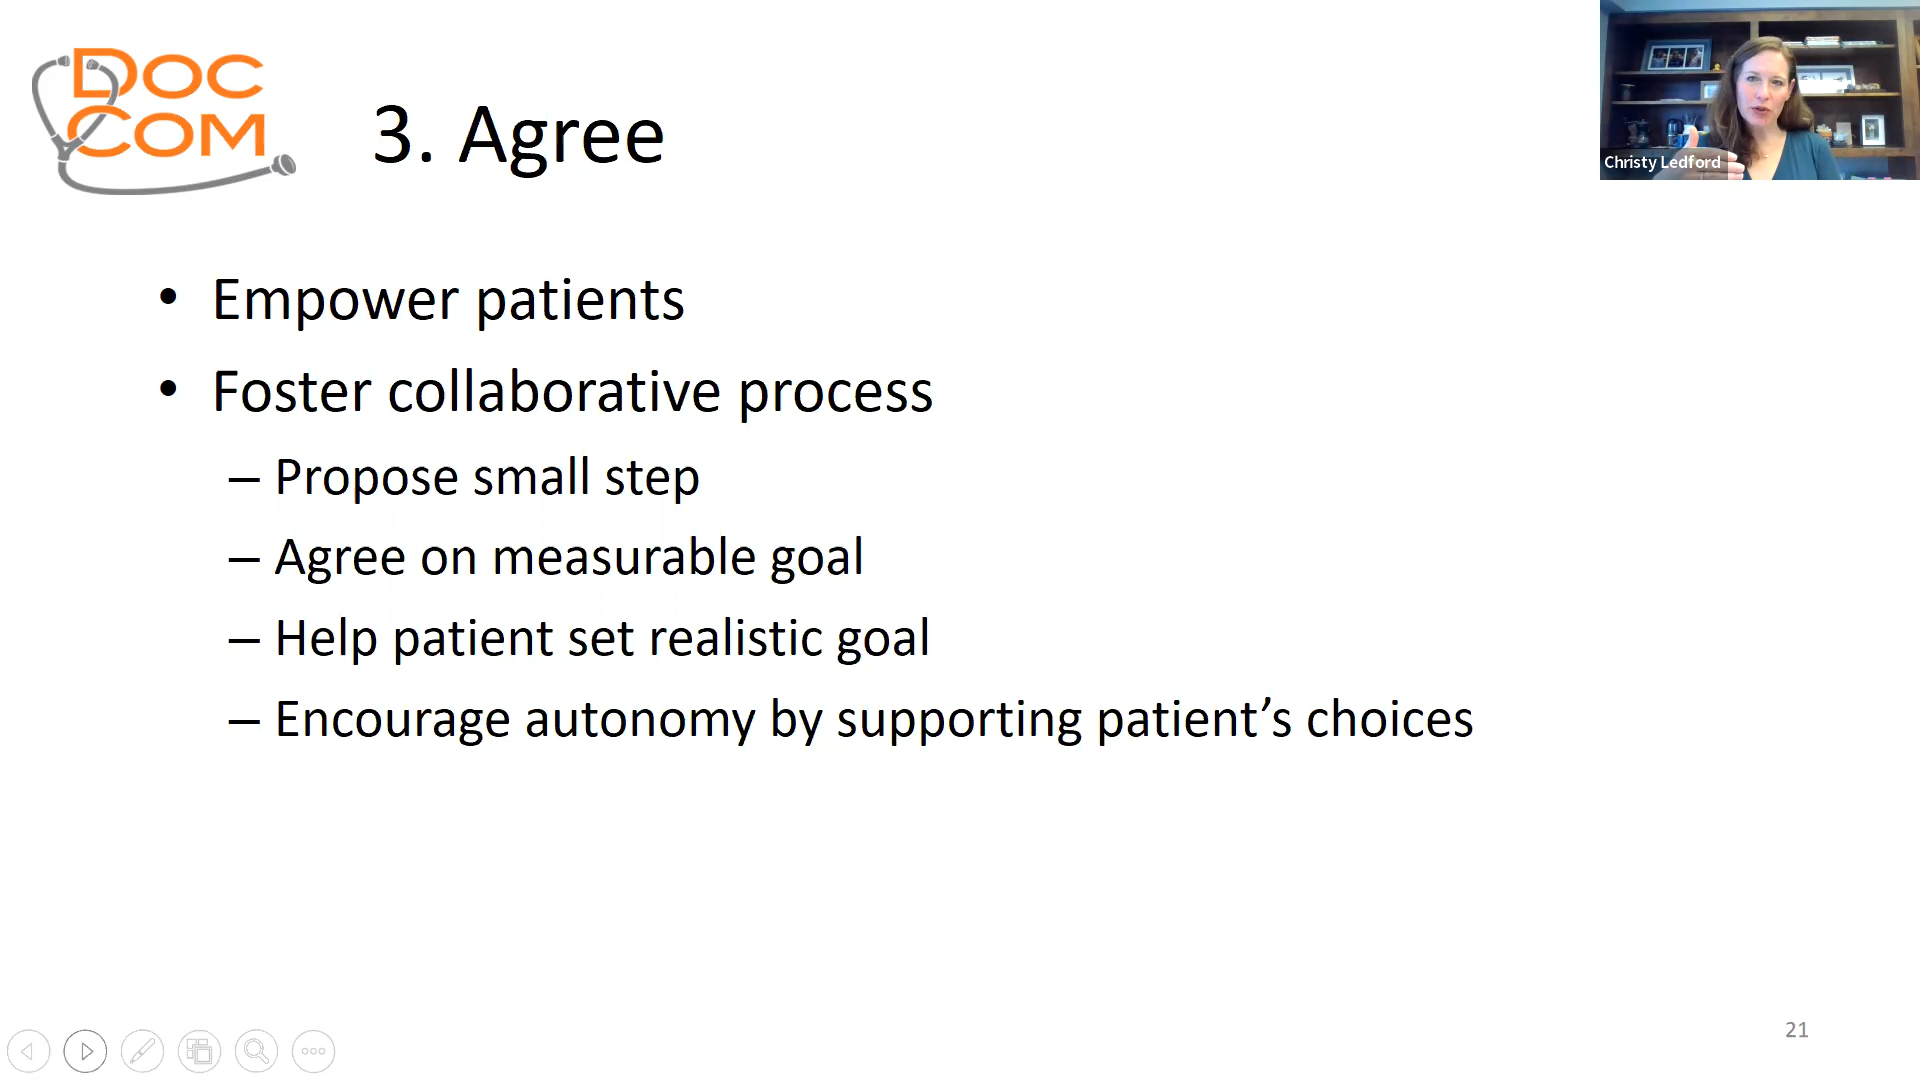 DOC
COM
3. Agree
Christy Ledford
• Empower patients
• Foster collaborative process
– Propose small step
– Agree on measurable goal
– Help patient set realistic goal
– Encourage autonomy by supporting patient’s choices
21